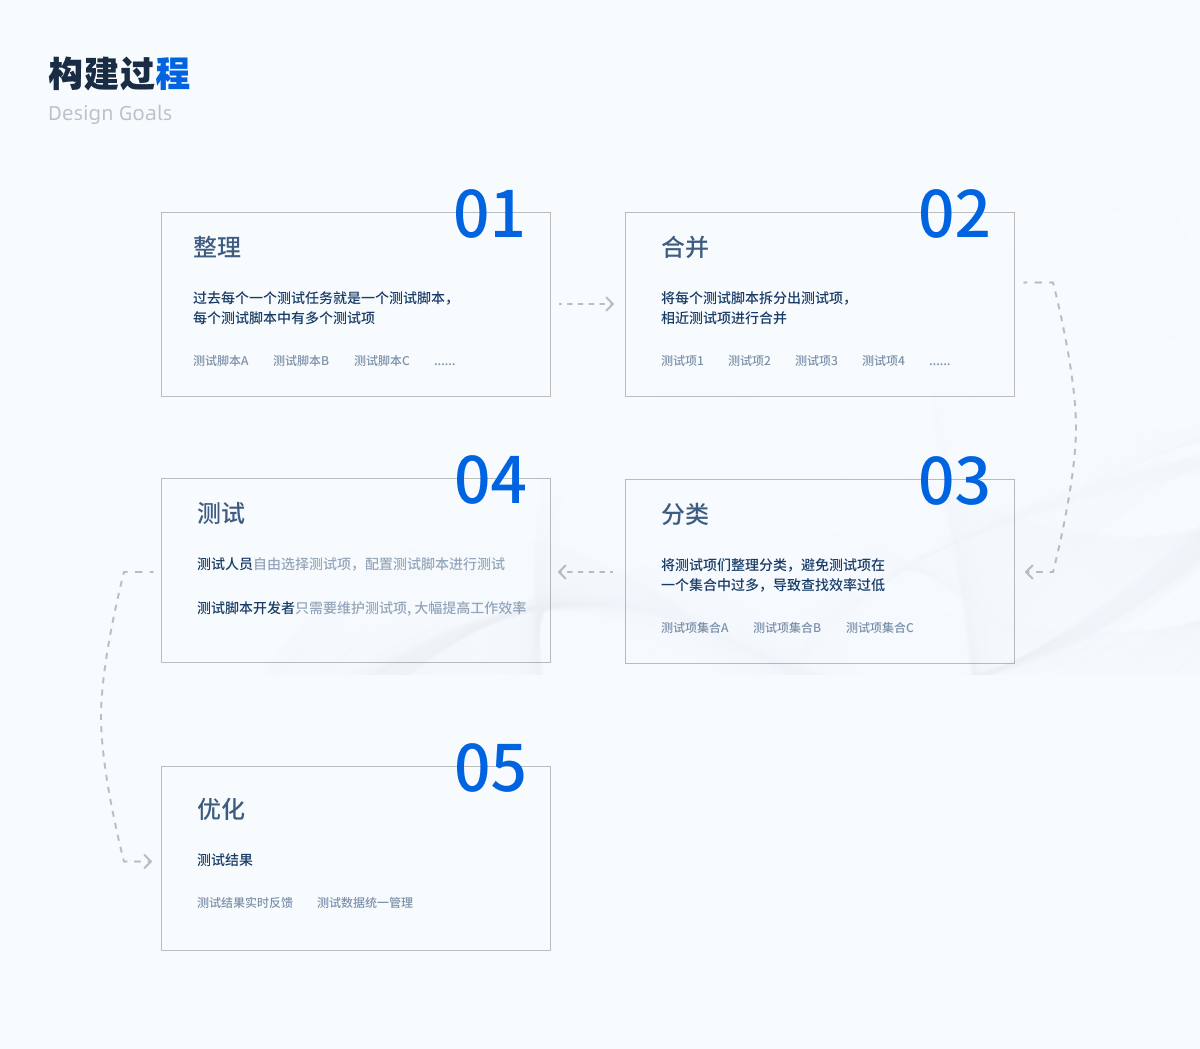 构建过程
Design Goals
01
整理
过去每个一个测试任务就是一个测试脚本，
每个测试脚本中有多个测试项
测试脚本A 测试脚本B 测试脚本C ......
02
合并
将每个测试脚本拆分出测试项，
相近测试项进行合并
测试项1 测试项2 测试项3 测试项4 ......
03
分类
将测试项们整理分类，避免测试项在
一个集合中过多，导致查找效率过低
测试项集合A 测试项集合B 测试项集合C
04
测试
测试人员自由选择测试项，配置测试脚本进行测试
测试脚本开发者只需要维护测试项, 大幅提高工作效率
05
优化
测试结果
测试结果实时反馈 测试数据统一管理